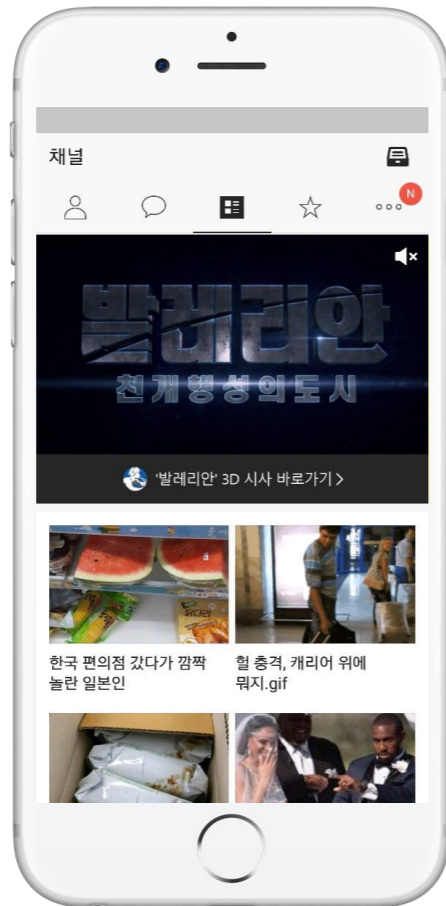 채널
N
발레리안
천개행성의도시
'발레리안' 3D 시사 바로가기 >
한국 편의점 갔다가 깜짝
놀란 일본인
헐 충격, 캐리어 위에
뭐지.gif